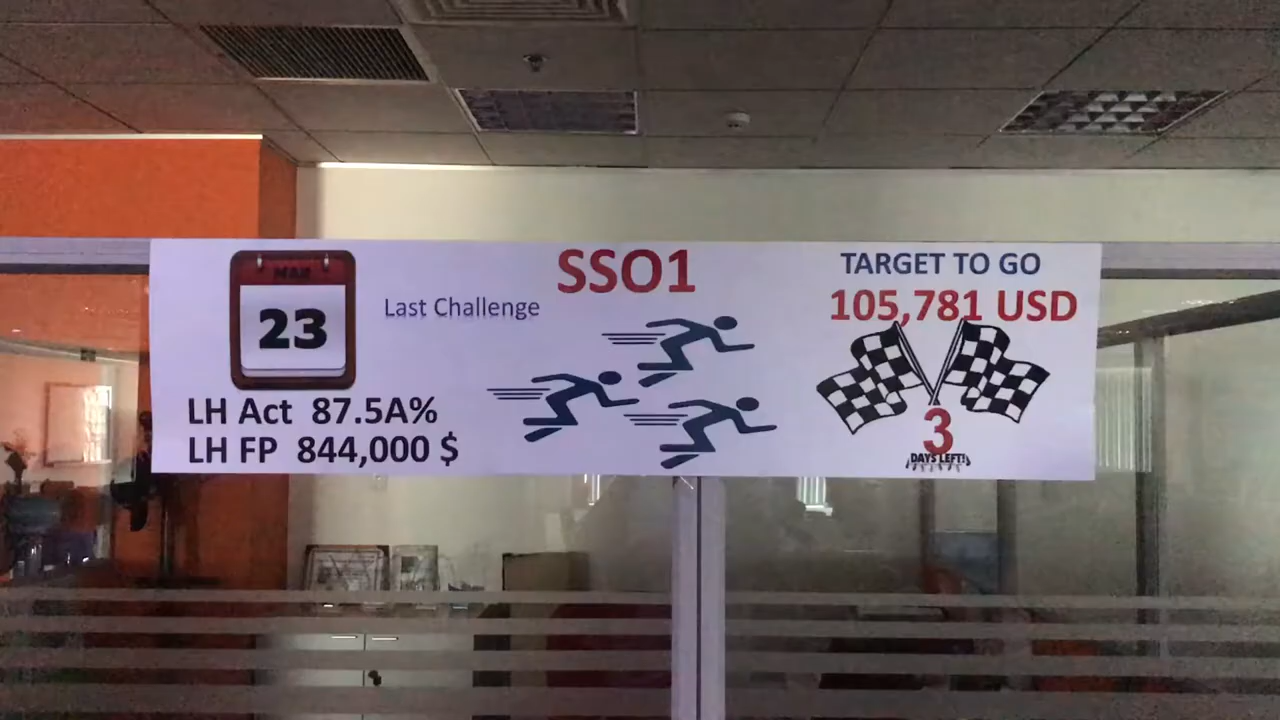 MAR
23
Last Challenge
LH Act 87.5A%
LH FP 844,000 $
SSO1
TARGET TO GO
105,781 USD
3
DAYS LEFT!